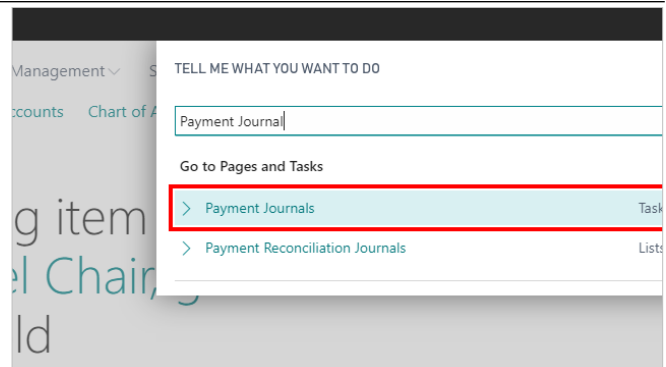 Management S TELL ME WHAT YOU WANT TO DO
ccounts Chart of A
Payment Journal
Go to Pages and Tasks
Payment Journals Task
Payment Reconciliation Journals Lists
g item
el Chair,
ld